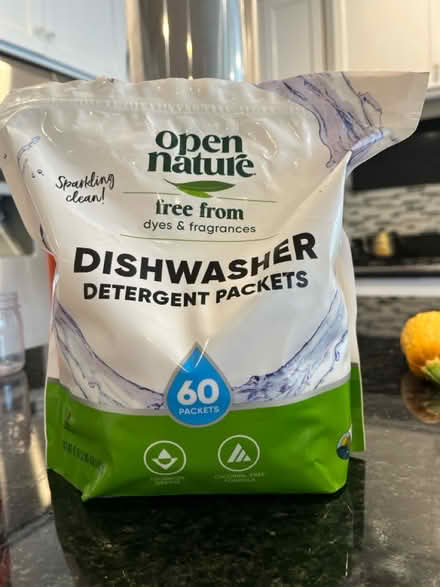 open
nature
Sparkling
clean!
free from
dyes & fragrances
DISHWASHER
DETERGENT PACKETS
60
PACKETS